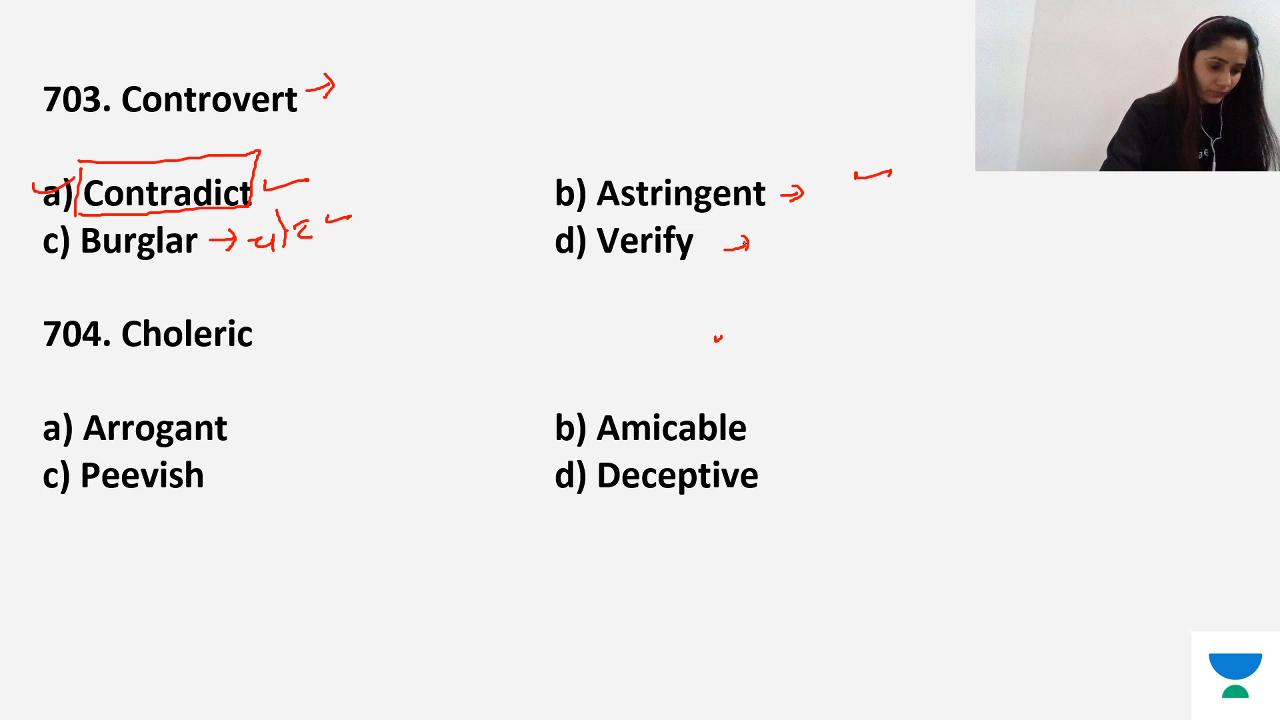 703. Controvert
a) Contradict
b) Astringent
c) Burglar
d) Verify
704. Choleric
a) Arrogant
b) Amicable
c) Peevish
d) Deceptive